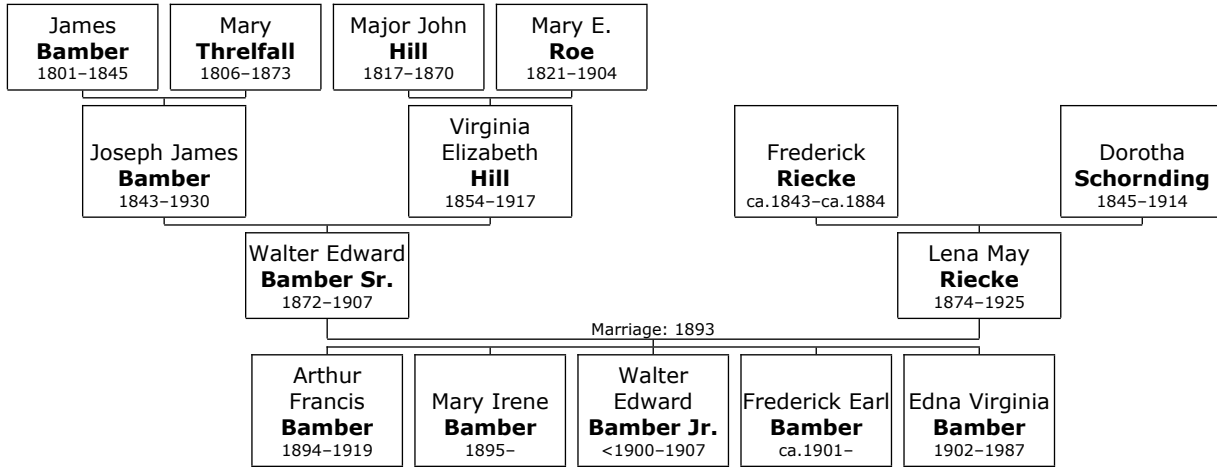 James
Bamber
1801–1845
Mary
Threlfall
1806–1873
Major John
Hill
1817–1870
Mary E.
Roe
1821–1904
Joseph James
Bamber
1843–1930
Virginia
Elizabeth
Hill
1854–1917
Frederick
Riecke
ca.1843–ca.1884
Dorotha
Schornding
1845–1914
Walter Edward
Bamber Sr.
1872–1907
Lena May
Riecke
1874–1925
Marriage: 1893
Arthur
Francis
Bamber
1894–1919
Mary Irene
Bamber
1895–
Walter
Edward
Bamber Jr.
<1900–1907
Frederick Earl
Bamber
ca.1901–
Edna Virginia
Bamber
1902–1987